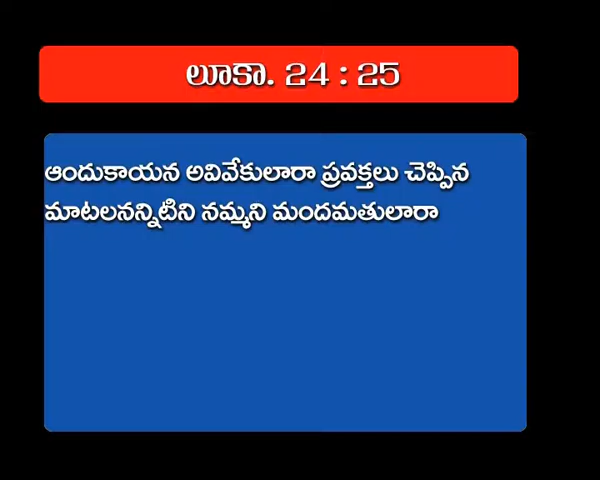 లూకా. 24 : 25
ఆందుకాయన అవివేకులారా ప్రవక్తలు చెప్పిన
మాటలనన్నిటిని నమ్మని మందమతులారా